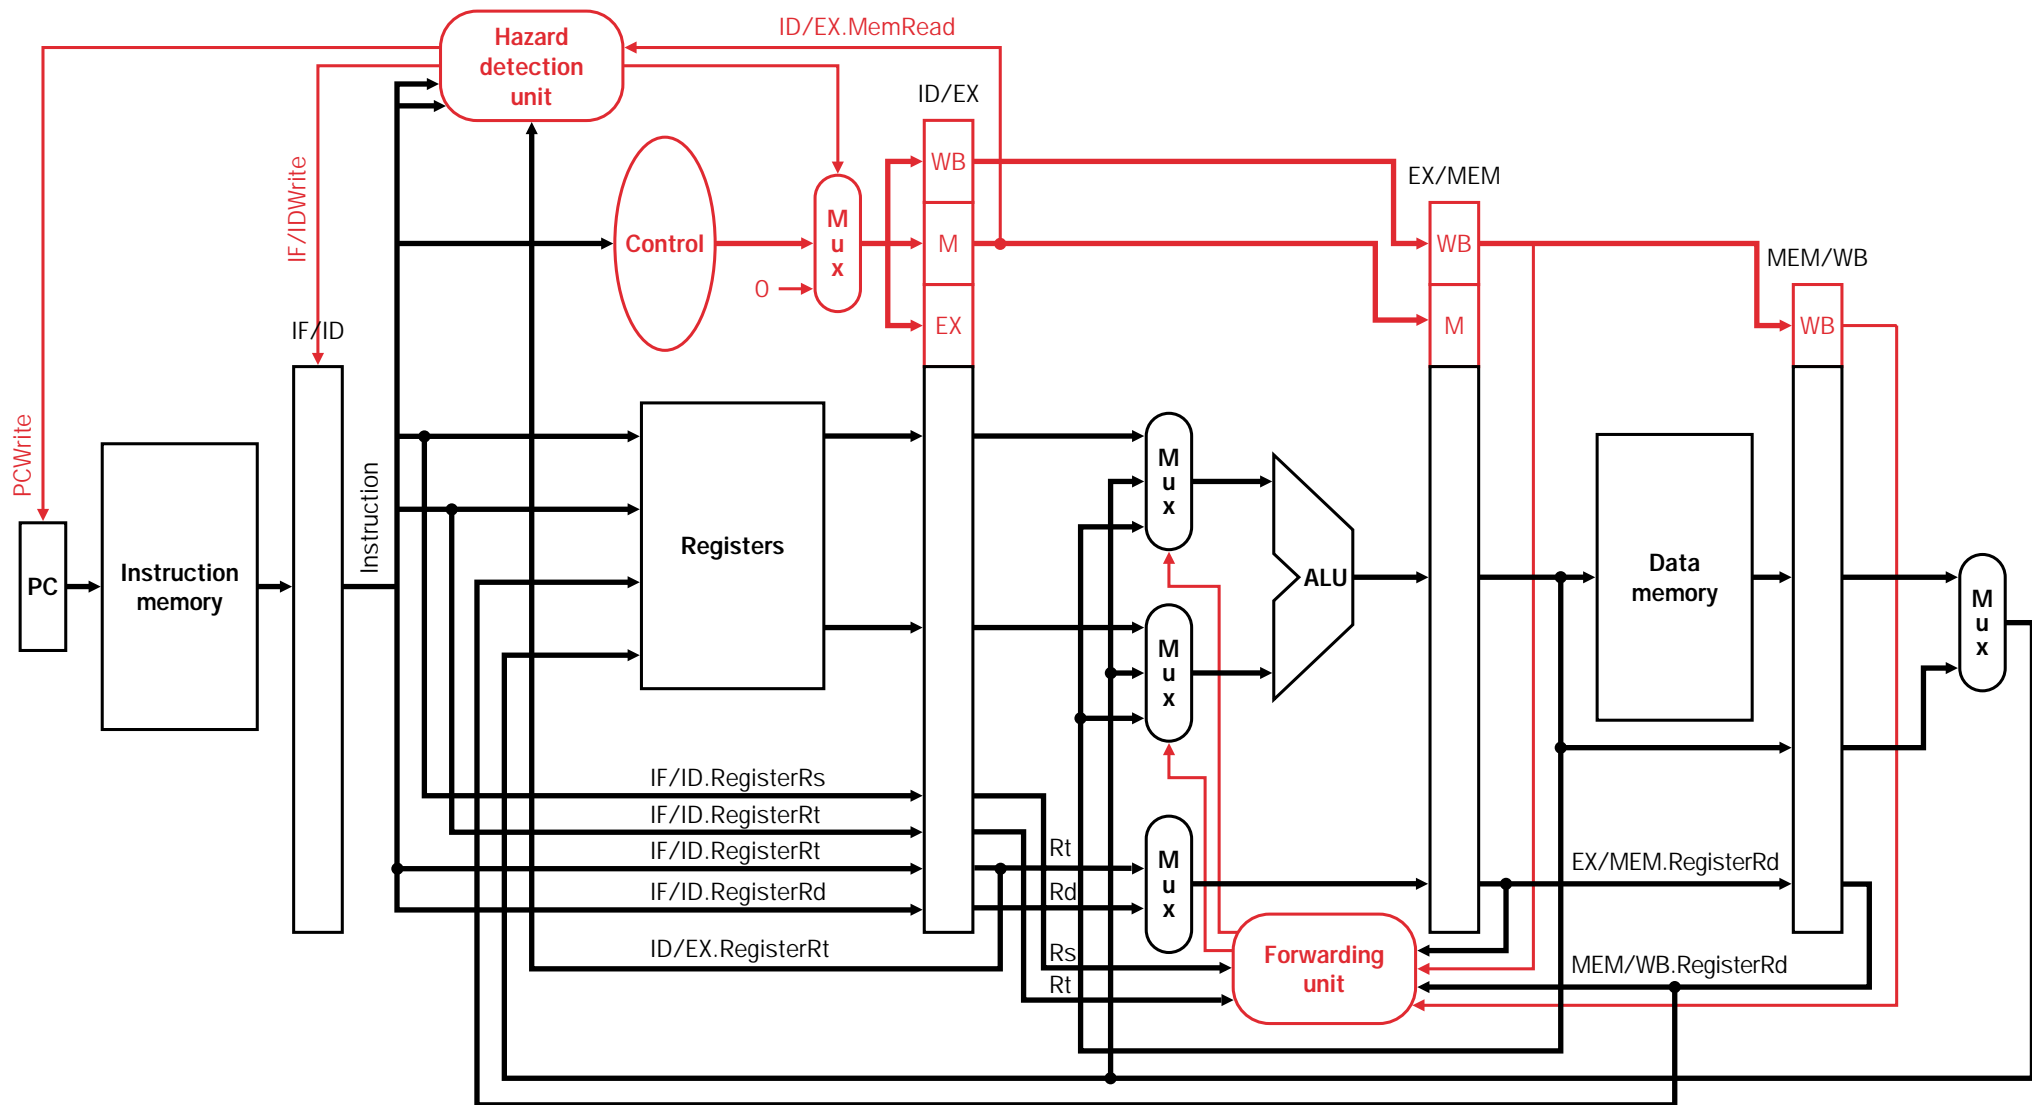 Hazard
detection
unit
ID/EX.MemRead
ID/EX
IF/IDWrite
Control
M
u
x
0
WB
M
EX
EX/MEM
WB
M
MEM/WB
WB
IF/ID
PCWrite
PC
Instruction
memory
Instruction
Registers
M
u
x
M
u
x
ALU
Data
memory
M
u
x
IF/ID.RegisterRs
IF/ID.RegisterRt
IF/ID.RegisterRt
IF/ID.RegisterRd
ID/EX.RegisterRt
Rt
Rd
M
u
x
Rs
Rt
Forwarding
unit
EX/MEM.RegisterRd
MEM/WB.RegisterRd